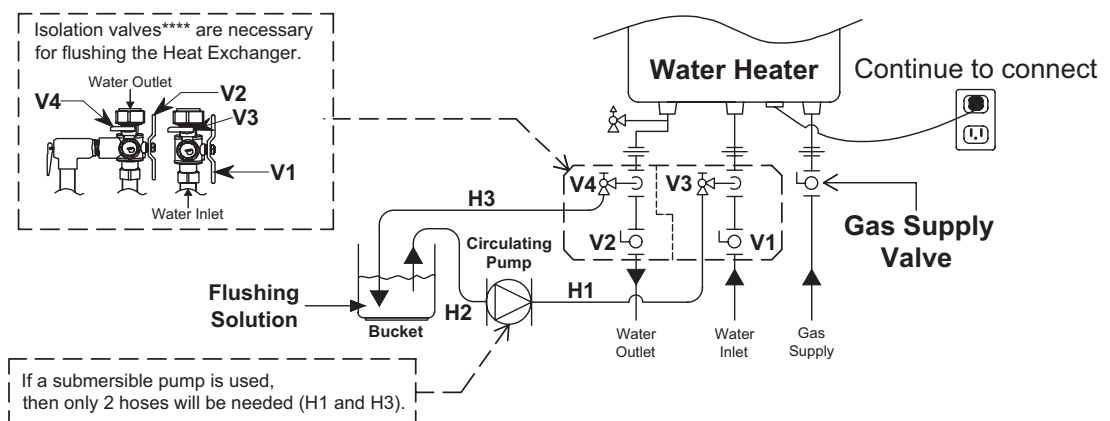 Isolation valves**** are necessary
for flushing the Heat Exchanger.
Water Outlet
V4
V2
V3
V1
Water Inlet
Water Heater
Continue to connect
V4
V3
H3
V2
V1
Gas Supply
Valve
Circulating
Pump
H1
Flushing
Solution
H2
Bucket
Water
Outlet
Water
Inlet
Gas
Supply
If a submersible pump is used,
then only 2 hoses will be needed (H1 and H3).